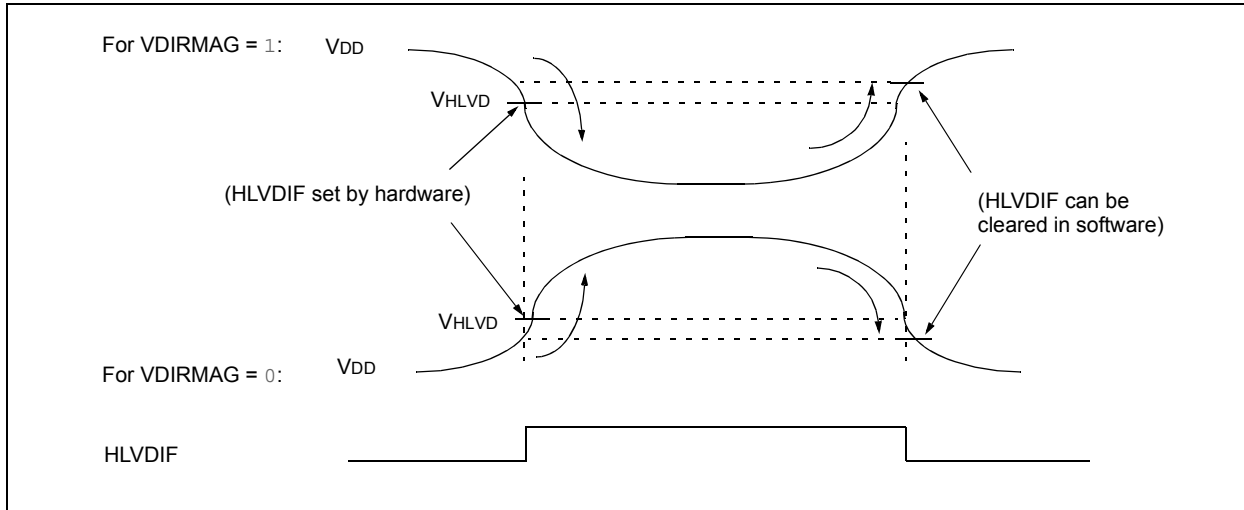 For VDIRMAG = 1: VDD
VHLVD
(HLVDIF set by hardware)
(HLVDIF can be
cleared in software)
VHLVD
For VDIRMAG = 0: VDD
HLVDIF